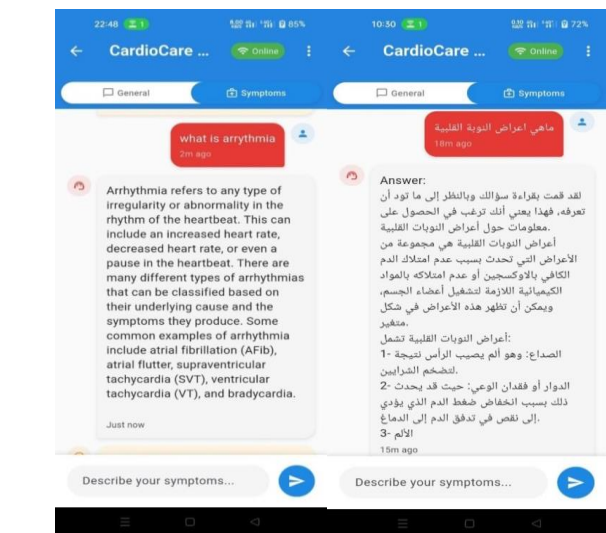 22:48
1
85%
CardioCare ...
Online
General
Symptoms
what is arrythmia
2m ago
Arrhythmia refers to any type of
irregularity or abnormality in the
rhythm of the heartbeat. This can
include an increased heart rate,
decreased heart rate, or even a
pause in the heartbeat. There are
many different types of arrhythmias
that can be classified based on
their underlying cause and the
symptoms they produce. Some
common examples of arrhythmia
include atrial fibrillation (AFib),
atrial flutter, supraventricular
tachycardia (SVT), ventricular
tachycardia (VT), and bradycardia.
Just now
Describe your symptoms...
10:30
1
72%
CardioCare ...
Online
General
Symptoms
ماهي اعراض النوبة القلبية
18m ago
Answer:
لقد قمت بقراءة سؤالك وبالنظر إلى ما تود أن
تعرفه، فهذا يعني أنك ترغب في الحصول على
معلومات حول أعراض النوبات القلبية.
أعراض النوبات القلبية هي مجموعة من
الأعراض التي تحدث بسبب عدم امتلاك الدم
الكافي بالاوكسجين أو عدم امتلاكه بالمواد
الكيميائية اللازمة لتشغيل أعضاء الجسم،
ويمكن أن تظهر هذه الأعراض في شكل
متغير.
أعراض النوبات القلبية تشمل:
1- الصداع: وهو ألم يصيب الرأس نتيجة
لتضخم الشرايين.
2- الدوار أو فقدان الوعي: حيث قد يحدث
ذلك بسبب انخفاض ضغط الدم الذي يؤدي
إلى نقص في تدفق الدم إلى الدماغ.
3- الألم
15m ago
Describe your symptoms...